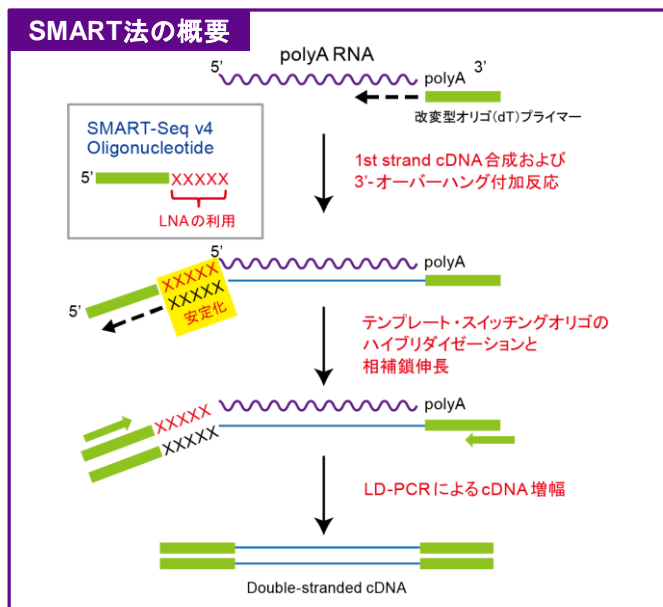 SMART法の概要
polyA RNA
5’
polyA
3’
改変型オリゴ(dT)プライマー
SMART-Seq v4
Oligonucleotide
5’
XXXXX
LNAの利用
1st strand cDNA合成および
3’-オーバーハング付加反応
5’
polyA
XXXXX
XXXXX
安定化
5’
テンプレート・スイッチングオリゴの
ハイブリダイゼーションと
相補鎖伸長
polyA
XXXXX
XXXXX
LD-PCRによるcDNA増幅
Double-stranded cDNA